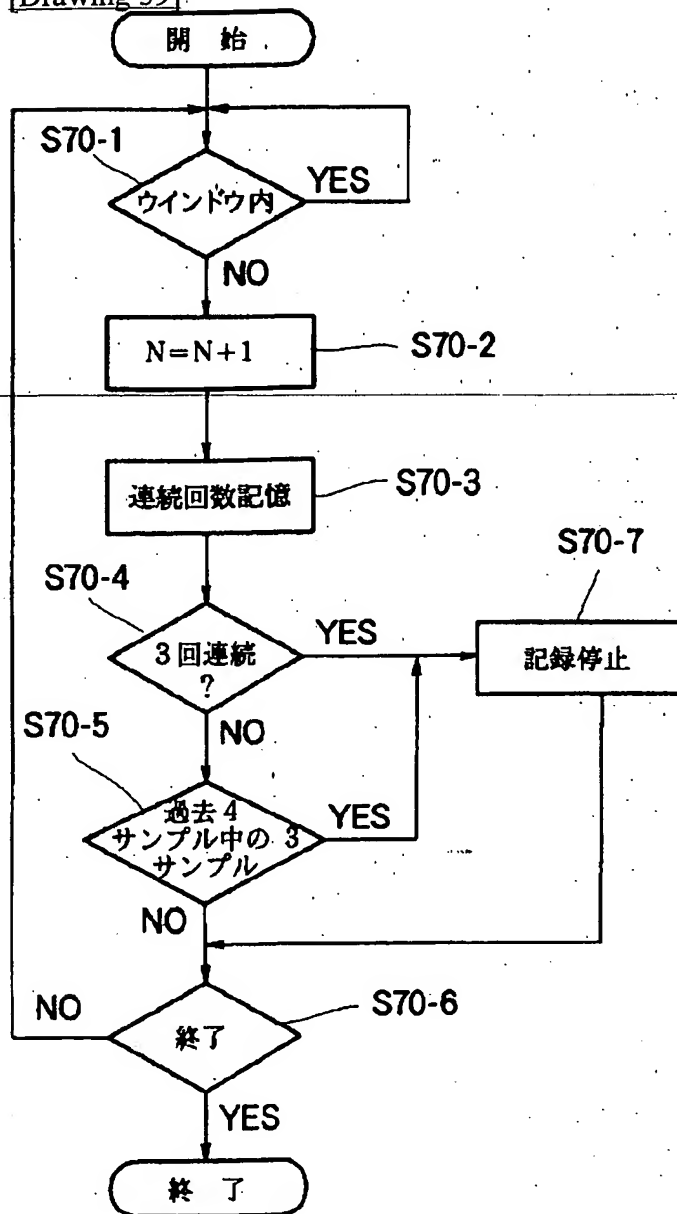 [Drawing 59]
開 始
S70-1
YES
ウインドウ内
NO
N=N+1
S70-2
連続回数記憶
S70-3
S70-7
S70-4
3回連続
?
YES
記録停止
NO
S70-5
過去4
サンプル中の3
サンプル
YES
NO
NO
S70-6
終了
YES
終 了